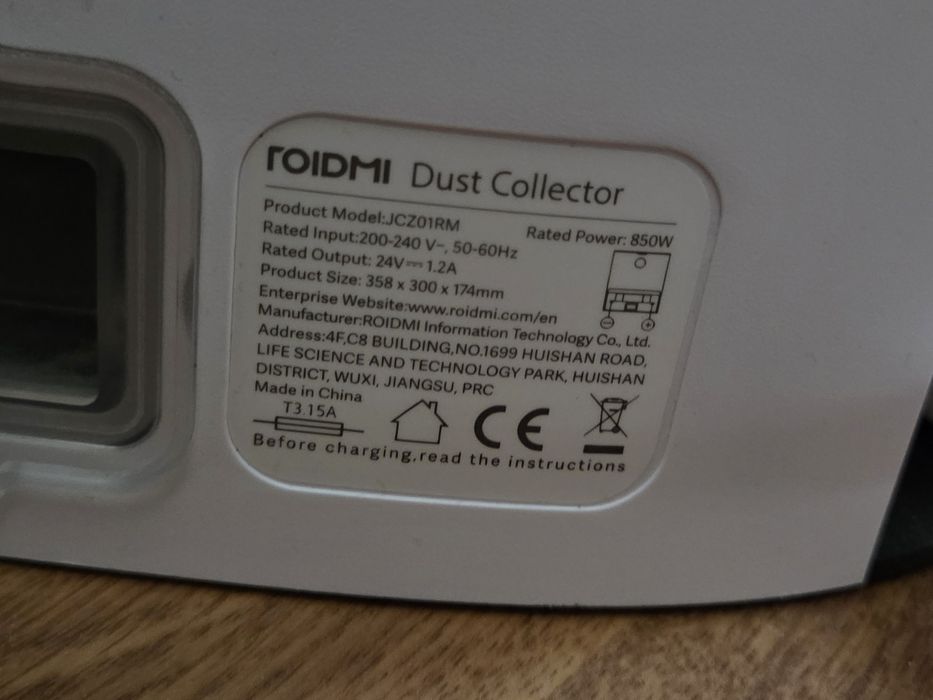 ROIDMI Dust Collector
Product Model:JCZ01RM
Rated Power: 850W
Rated Input:200-240 V~, 50-60Hz
Rated Output: 24V⎓1.2A
Product Size: 358 x 300 x 174mm
Enterprise Website:www.roidmi.com/en
Manufacturer:ROIDMI Information Technology Co., Ltd.
Address:4F,C8 BUILDING,NO.1699 HUISHAN ROAD,
LIFE SCIENCE AND TECHNOLOGY PARK, HUISHAN
DISTRICT, WUXI, JIANGSU, PRC
Made in China
T3.15A
CE
Before charging,read the instructions